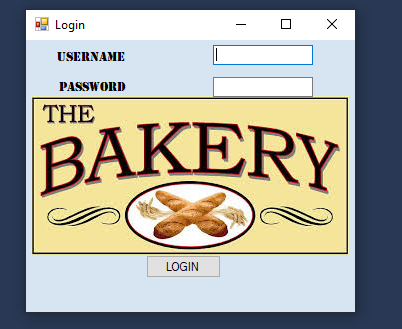 Login
USERNAME
PASSWORD
THE
BAKERY
LOGIN